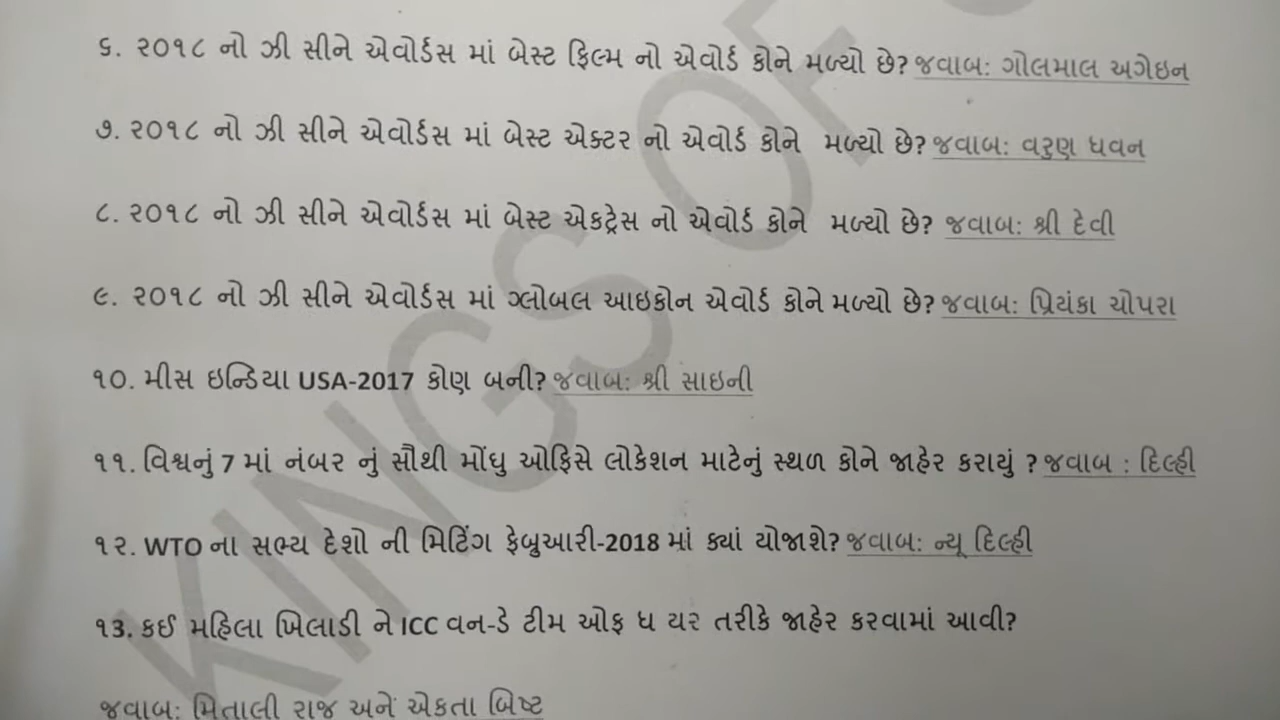 ૬. ૨૦૧૮ નો ઝી સીને એવોર્ડસ માં બેસ્ટ ફિલ્મ નો એવોર્ડ કોને મળ્યો છે? જવાબ: ગોલમાલ અગેઇન
૭. ૨૦૧૮ નો ઝી સીને એવોર્ડસ માં બેસ્ટ એક્ટર નો એવોર્ડ કોને મળ્યો છે? જવાબ: વરુણ ધવન
૮. ૨૦૧૮ નો ઝી સીને એવોર્ડસ માં બેસ્ટ એકટ્રેસ નો એવોર્ડ કોને મળ્યો છે? જવાબ: શ્રી દેવી
૯. ૨૦૧૮ નો ઝી સીને એવોર્ડસ માં ગ્લોબલ આઇકોન એવોર્ડ કોને મળ્યો છે? જવાબ: પ્રિયંકા ચોપરા
૧૦. મીસ ઇન્ડિયા USA-2017 કોણ બની? જવાબ: શ્રી સાઇની
૧૧. વિશ્વનું 7 માં નંબર નું સૌથી મોંઘુ ઓફિસે લોકેશન માટેનું સ્થળ કોને જાહેર કરાયું ? જવાબ : દિલ્હી
૧૨. WTO ના સભ્ય દેશો ની મિટિંગ ફેબ્રુઆરી-2018 માં ક્યાં યોજાશે? જવાબ: ન્યૂ દિલ્હી
૧૩. કઈ મહિલા ખિલાડી ને ICC વન-ડે ટીમ ઓફ ધ યર તરીકે જાહેર કરવામાં આવી?
જવાબ: મિતાલી રાજ અને એકતા બિષ્ટ
KINGS OF